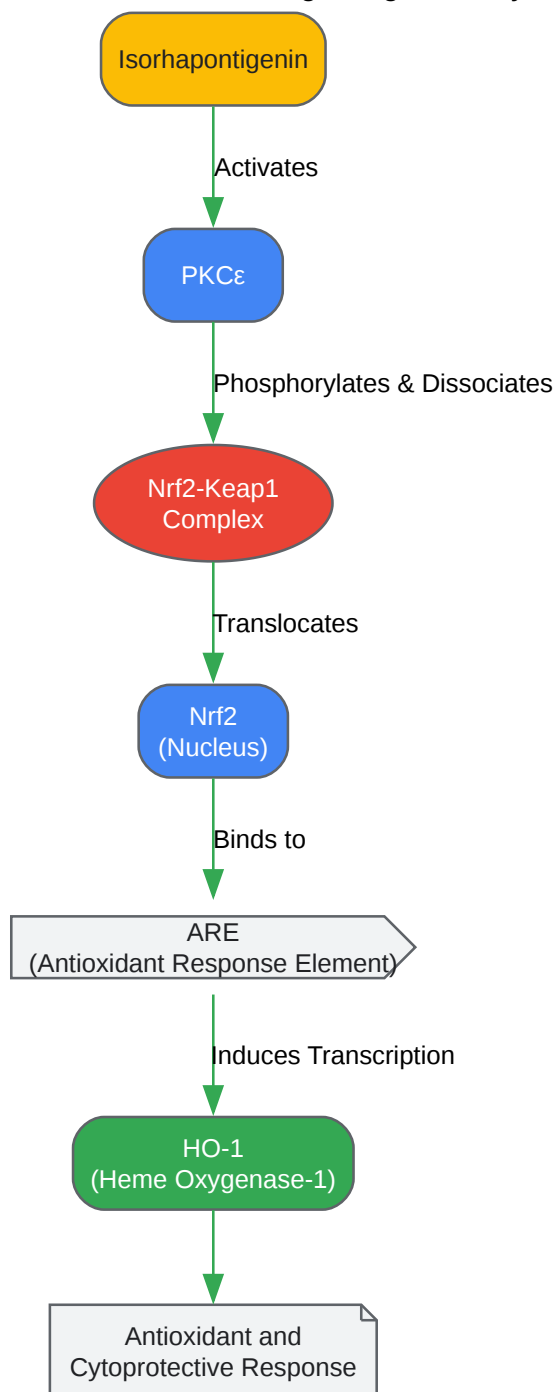 Isorhapontigenin
Activates
PKCε
Phosphorylates & Dissociates
Nrf2-Keap1
Complex
Translocates
Nrf2
(Nucleus)
Binds to
ARE
(Antioxidant Response Element)
Induces Transcription
HO-1
(Heme Oxygenase-1)
Antioxidant and
Cytoprotective Response